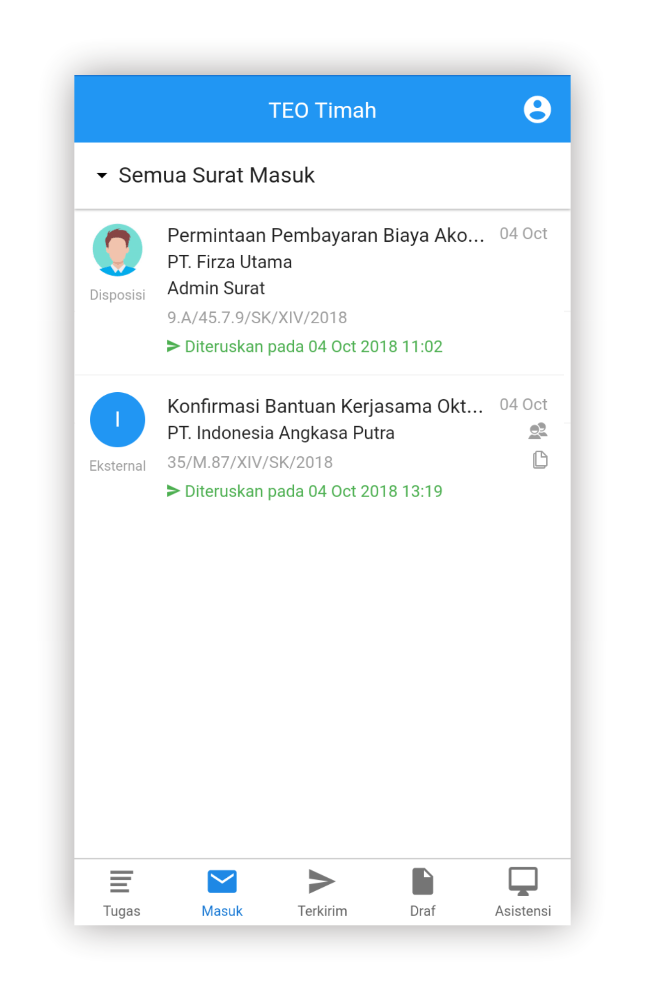 TEO Timah
Semua Surat Masuk
Permintaan Pembayaran Biaya Ako...
04 Oct
PT. Firza Utama
Admin Surat
Disposisi
9.A/45.7.9/SK/XIV/2018
Diteruskan pada 04 Oct 2018 11:02
I
Konfirmasi Bantuan Kerjasama Okt...
04 Oct
PT. Indonesia Angkasa Putra
Eksternal
35/M.87/XIV/SK/2018
Diteruskan pada 04 Oct 2018 13:19
Tugas
Masuk
Terkirim
Draf
Asistensi